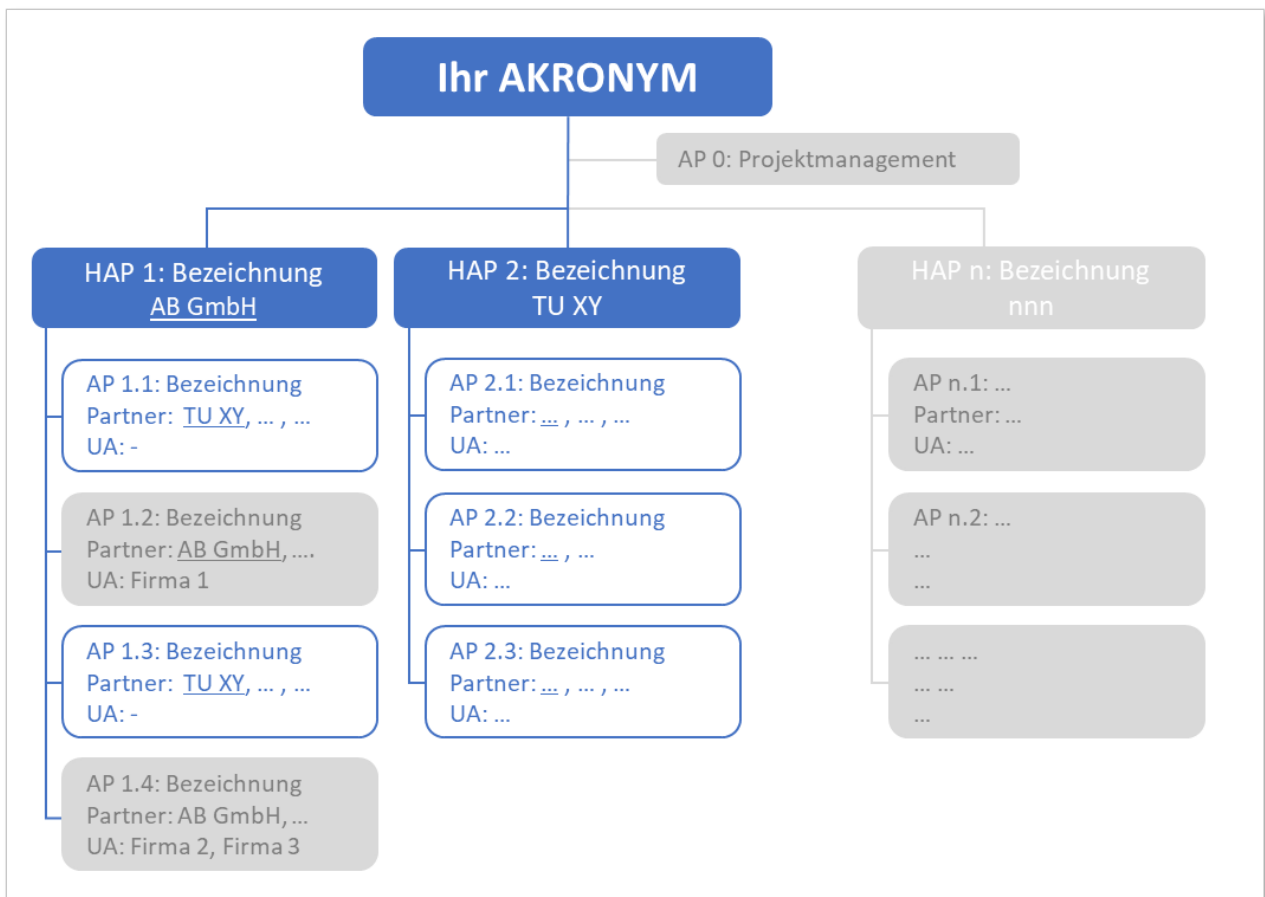 Ihr AKRONYM
AP 0: Projektmanagement
HAP 1: Bezeichnung
AB GmbH
AP 1.1: Bezeichnung
Partner: TU XY, ... , ...
UA: -
AP 1.2: Bezeichnung
Partner: AB GmbH, ....
UA: Firma 1
AP 1.3: Bezeichnung
Partner: TU XY, ... , ...
UA: -
AP 1.4: Bezeichnung
Partner: AB GmbH, ...
UA: Firma 2, Firma 3
HAP 2: Bezeichnung
TU XY
AP 2.1: Bezeichnung
Partner: ... , ... , ...
UA: ...
AP 2.2: Bezeichnung
Partner: ... , ...
UA: ...
AP 2.3: Bezeichnung
Partner: ... , ... , ...
UA: ...
HAP n: Bezeichnung
nnn
AP n.1: ...
Partner: ...
UA: ...
AP n.2: ...
...
...
... ... ...
... ...
...